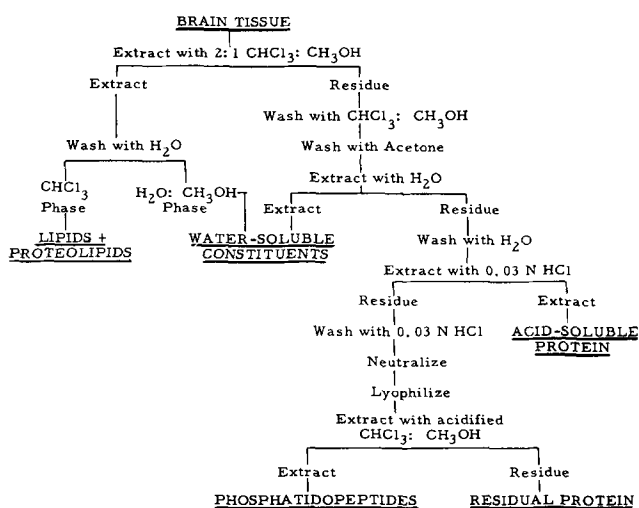 BRAIN TISSUE
Extract with 2:1 CHCl3: CH3OH
Extract
Residue
Wash with CHCl3: CH3OH
Wash with H2O
Wash with Acetone
Extract with H2O
CHCl3
Phase
H2O: CH3OH
Phase
Extract
Residue
LIPIDS +
PROTEOLIPIDS
WATER-SOLUBLE
CONSTITUENTS
Wash with H2O
Extract with 0.03 N HCl
Residue
Extract
Wash with 0.03 N HCl
ACID-SOLUBLE
PROTEIN
Neutralize
Lyophilize
Extract with acidified
CHCl3: CH3OH
Extract
Residue
PHOSPHATIDOPEPTIDES
RESIDUAL PROTEIN